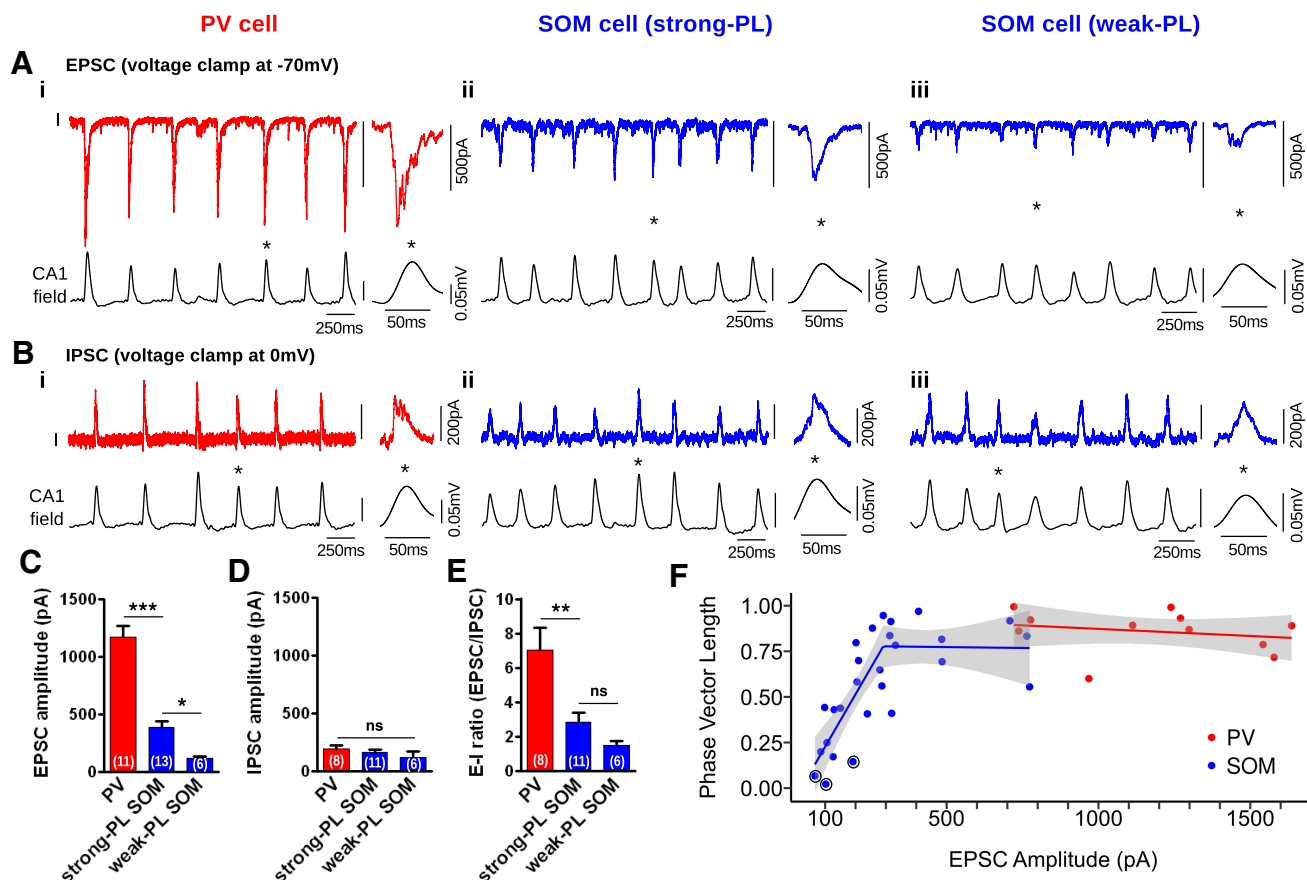 PV cell
SOM cell (strong-PL)
SOM cell (weak-PL)
A
EPSC (voltage clamp at -70mV)
i
ii
iii
500pA
500pA
500pA
*
*
*
*
*
*
CA1
field
0.05mV
0.05mV
0.05mV
250ms
50ms
250ms
50ms
250ms
50ms
B
IPSC (voltage clamp at 0mV)
i
ii
iii
200pA
200pA
200pA
*
*
*
*
*
*
CA1
field
0.05mV
0.05mV
0.05mV
250ms
50ms
250ms
50ms
250ms
50ms
C
EPSC amplitude (pA)
1500
1000
500
0
***
*
(11)
(13)
(6)
PV
strong-PL SOM
weak-PL SOM
D
IPSC amplitude (pA)
1500
1000
500
0
ns
(8)
(11)
(6)
PV
strong-PL SOM
weak-PL SOM
E
E-I ratio (EPSC/IPSC)
10
8
6
4
2
0
**
ns
(8)
(11)
(6)
PV
strong-PL SOM
weak-PL SOM
F
Phase Vector Length
1.00
0.75
0.50
0.25
0.00
PV
SOM
100
500
1000
1500
EPSC Amplitude (pA)